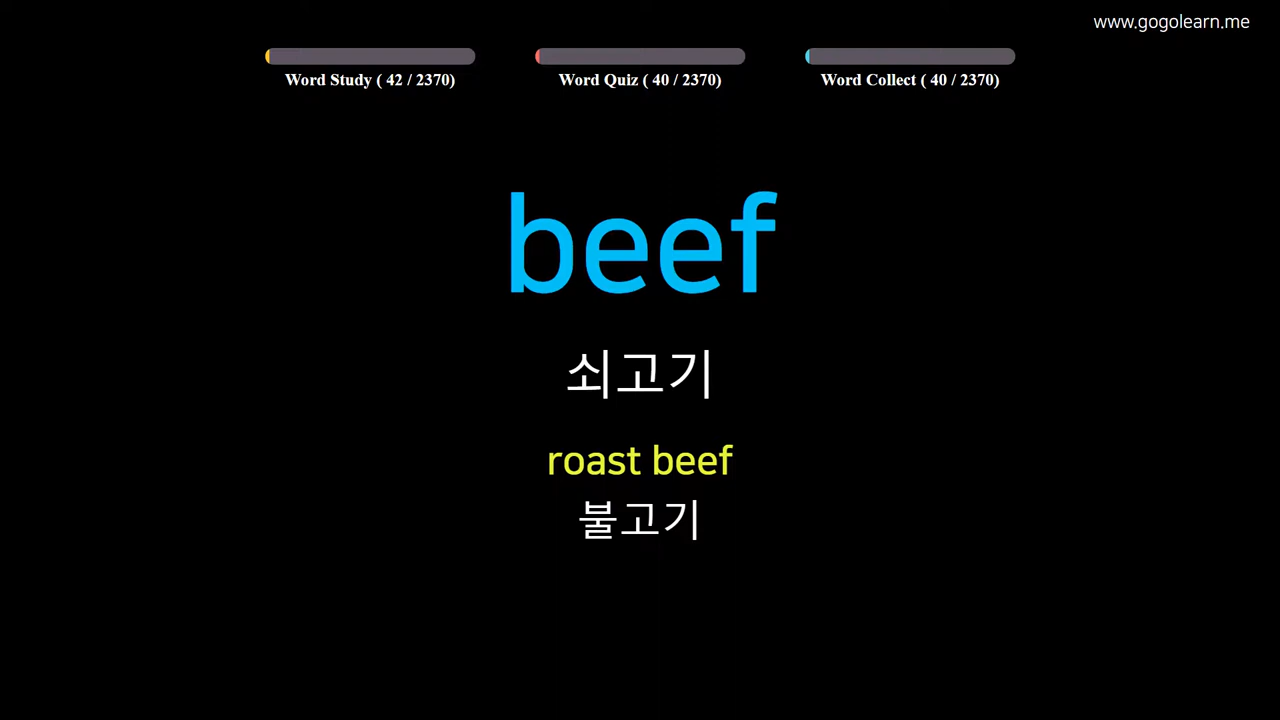 www.gogolearn.me
Word Study ( 42 / 2370)
Word Quiz ( 40 / 2370)
Word Collect ( 40 / 2370)
beef
쇠고기
roast beef
불고기